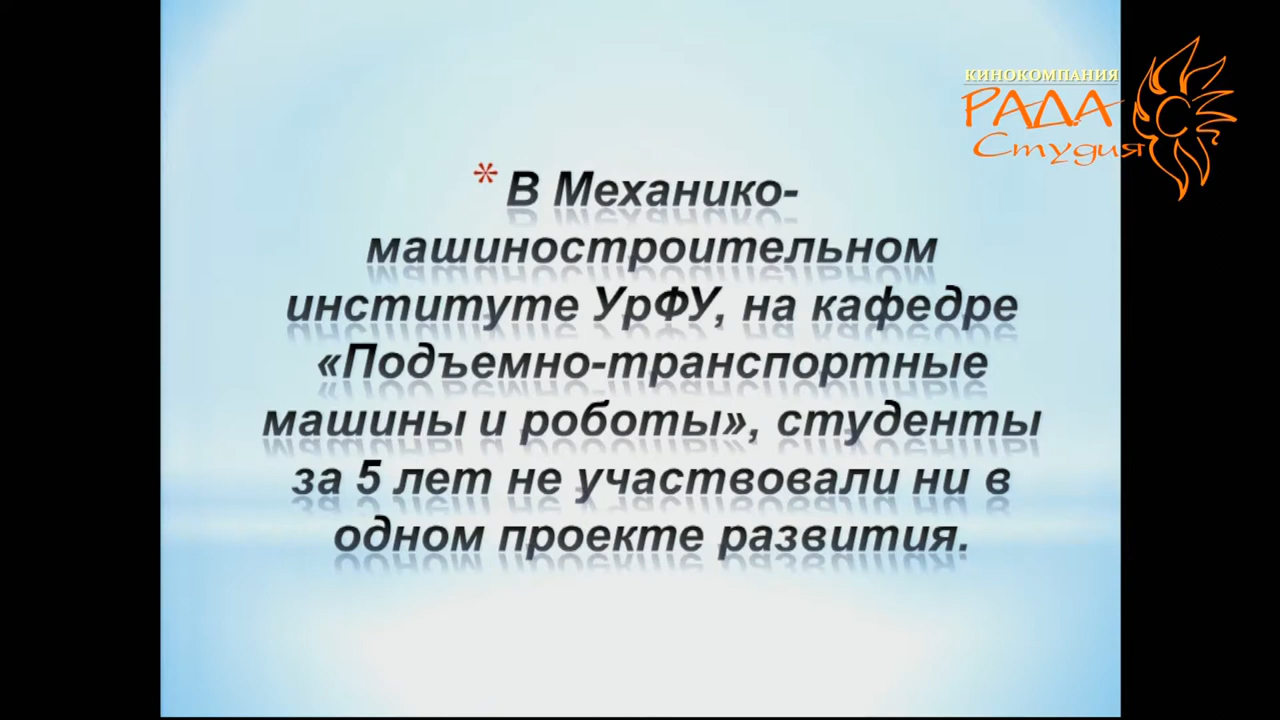 КИНОКОМПАНИЯ
РАДА
Студия
* В Механико-
машиностроительном
институте УрФУ, на кафедре
«Подъемно-транспортные
машины и роботы», студенты
за 5 лет не участвовали ни в
одном проекте развития.